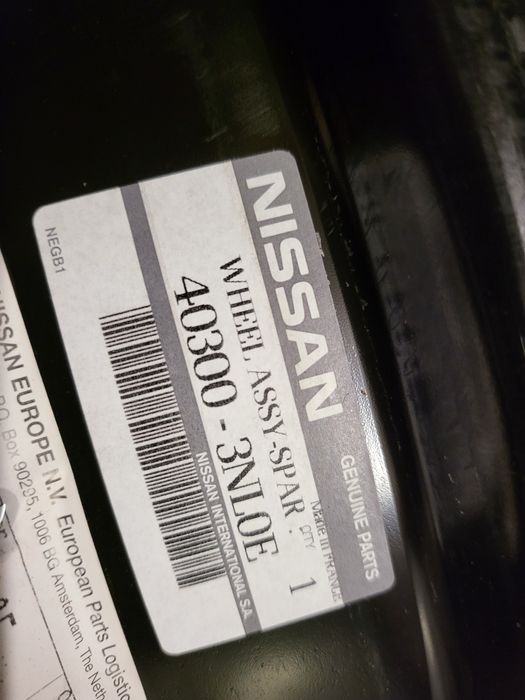 NISSAN GENUINE PARTS
Made in FRANCE
WHEEL ASSY-SPAR . QTY 1
40300 - 3NL0E
NISSAN INTERNATIONAL SA
NEGB1
NISSAN EUROPE N.V. European Parts Logistic
P.O. Box 90295, 1006 BG Amsterdam, The Neth